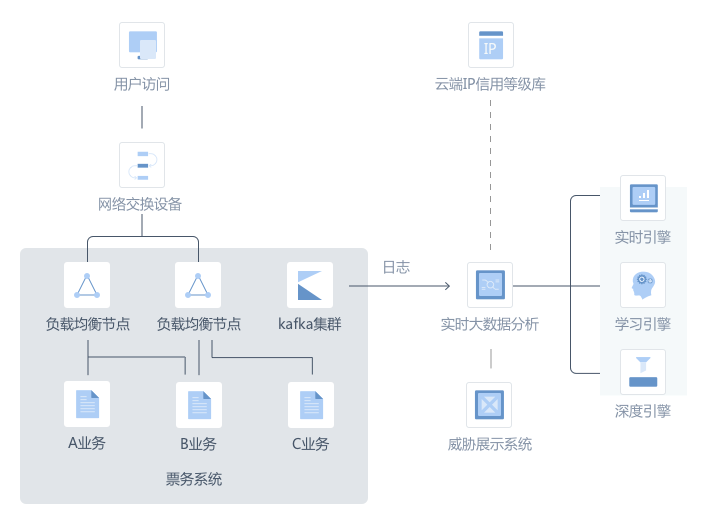 用户访问
IP
云端IP信用等级库
网络交换设备
实时引擎
日志
负载均衡节点
负载均衡节点
kafka集群
实时大数据分析
学习引擎
深度引擎
A业务
B业务
C业务
威胁展示系统
票务系统